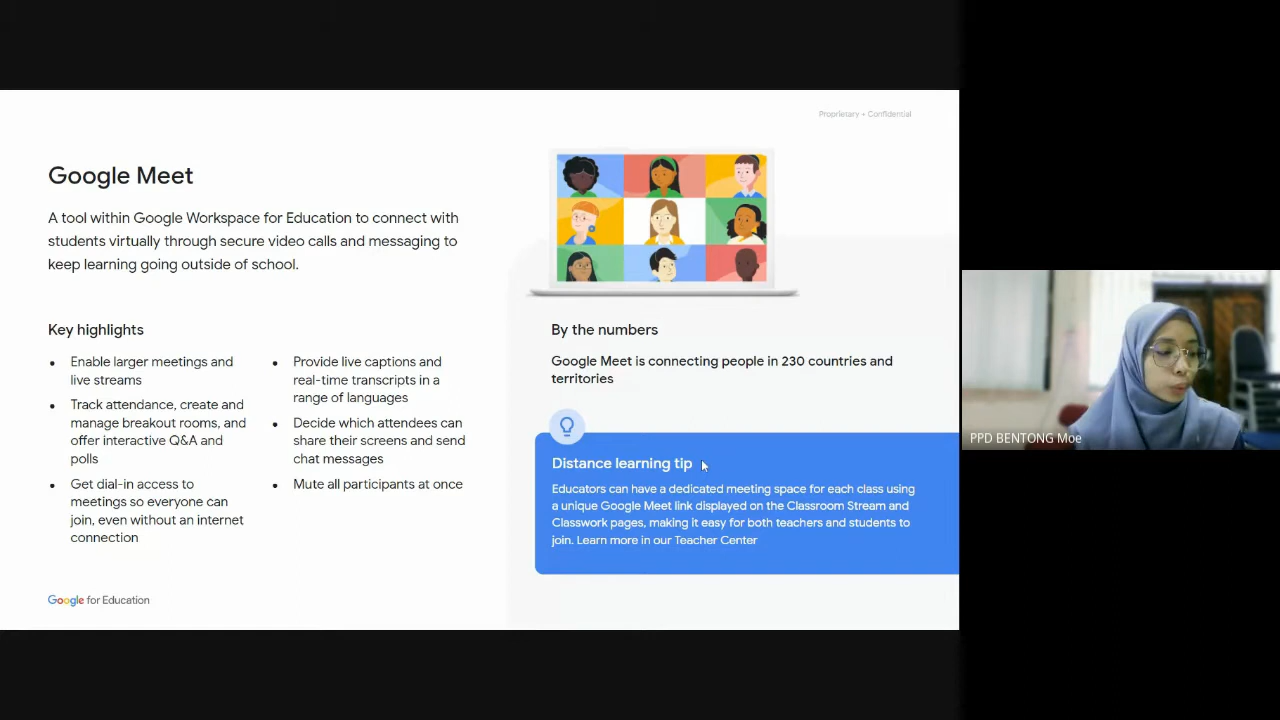 Proprietary + Confidential
Google Meet
A tool within Google Workspace for Education to connect with
students virtually through secure video calls and messaging to
keep learning going outside of school.
Key highlights
Enable larger meetings and
live streams
Track attendance, create and
manage breakout rooms, and
offer interactive Q&A and
polls
Get dial-in access to
meetings so everyone can
join, even without an internet
connection
Provide live captions and
real-time transcripts in a
range of languages
Decide which attendees can
share their screens and send
chat messages
Mute all participants at once
By the numbers
Google Meet is connecting people in 230 countries and
territories
Distance learning tip
Educators can have a dedicated meeting space for each class using
a unique Google Meet link displayed on the Classroom Stream and
Classwork pages, making it easy for both teachers and students to
join. Learn more in our Teacher Center
Google for Education
PPD BENTONG Moe